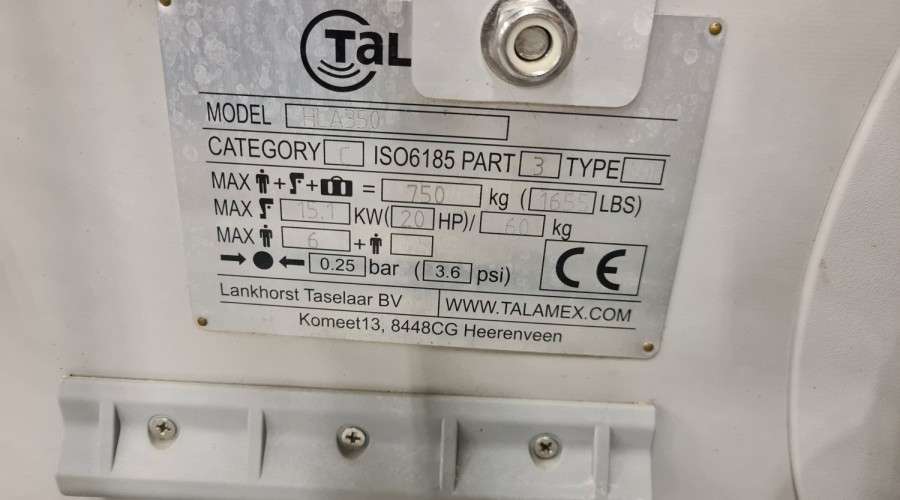 TaL
MODEL HLA350
CATEGORY C ISO6185 PART 3 TYPE
MAX + + = 750 kg (1655 LBS)
MAX 15.1 KW(20 HP)/ 60 kg
MAX 6 +
0.25 bar (3.6 psi) CE
Lankhorst Taselaar BV WWW.TALAMEX.COM
Komeet13, 8448CG Heerenveen